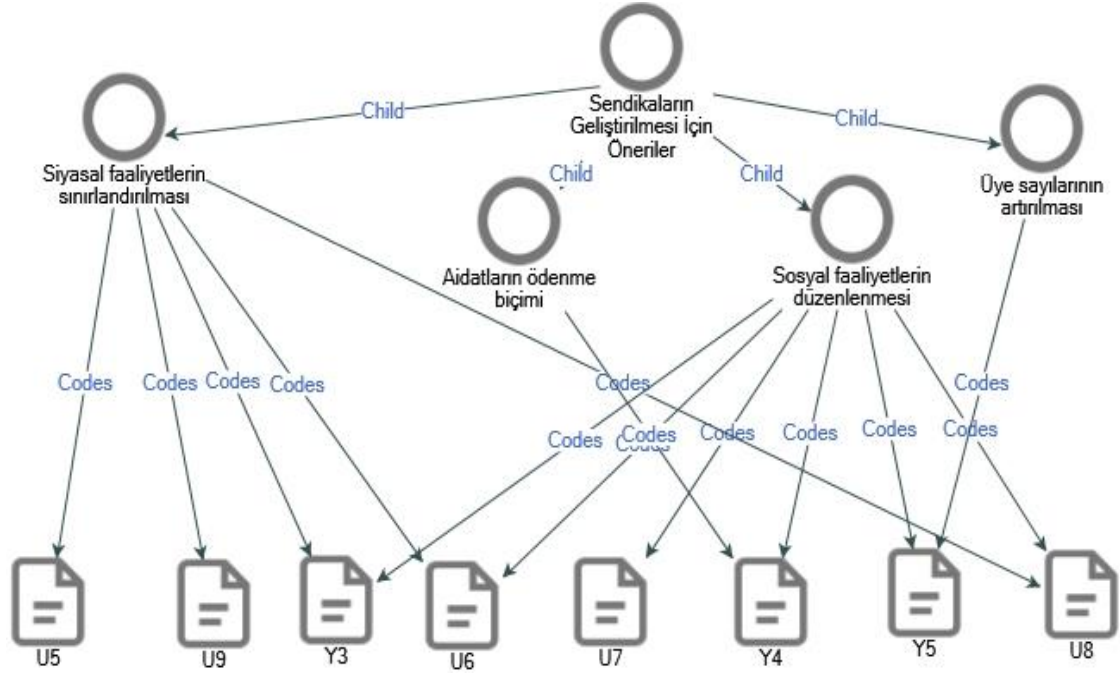 Sendikaların
Geliştirilmesi İçin
Öneriler
Child
Child
Child
Child
Siyasal faaliyetlerin
sınırlandırılması
Üye sayılarının
artırılması
Aidatların ödenme
biçimi
Sosyal faaliyetlerin
düzenlenmesi
Codes
Codes
Codes
Codes
Codes
Codes
Codes
Codes
Codes
Codes
Codes
Codes
Codes
U5
U9
Y3
U6
U7
Y4
Y5
U8